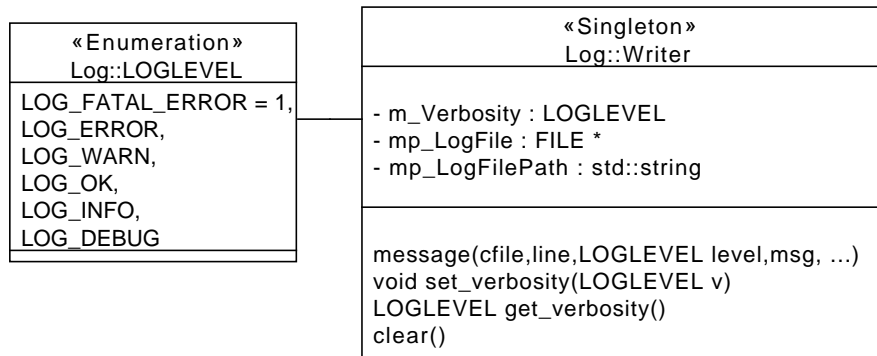 «Enumeration»
Log::LOGLEVEL
LOG_FATAL_ERROR = 1,
LOG_ERROR,
LOG_WARN,
LOG_OK,
LOG_INFO,
LOG_DEBUG
«Singleton»
Log::Writer
- m_Verbosity : LOGLEVEL
- mp_LogFile : FILE *
- mp_LogFilePath : std::string
message(cfile,line,LOGLEVEL level,msg, ...)
void set_verbosity(LOGLEVEL v)
LOGLEVEL get_verbosity()
clear()